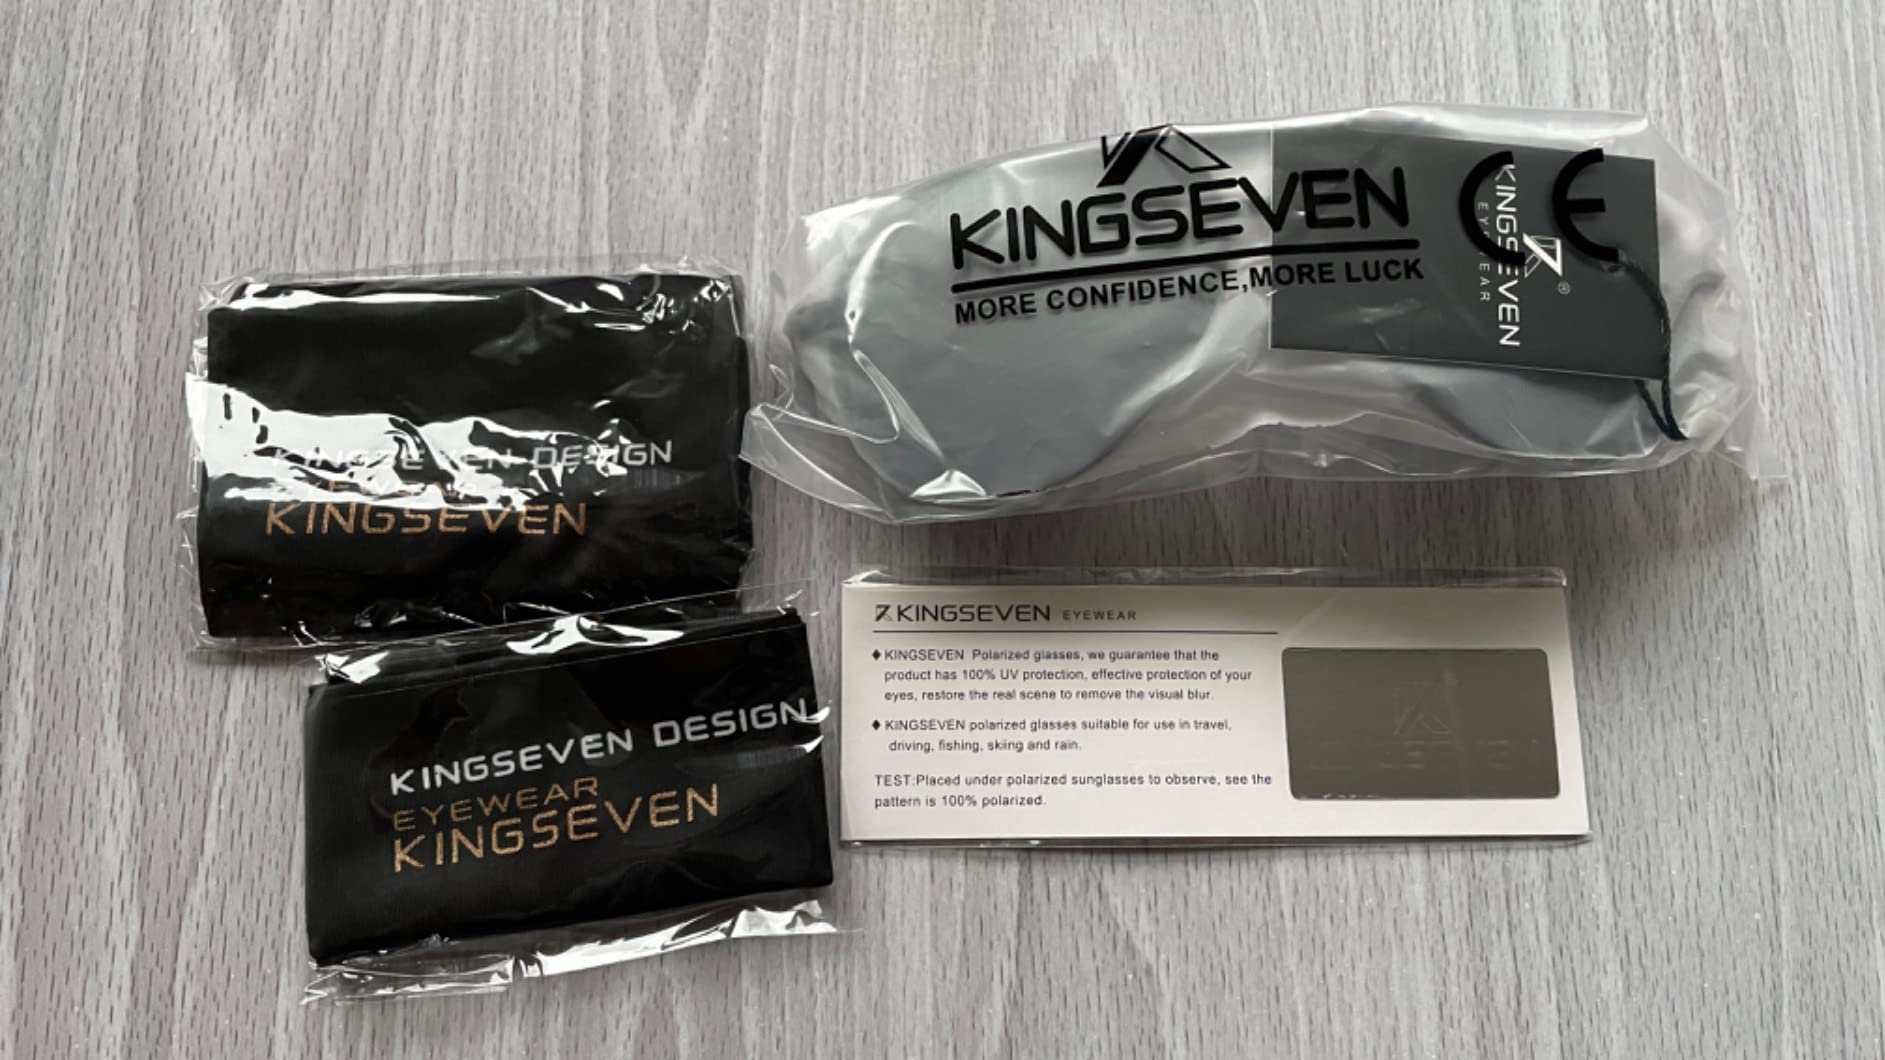 KINGSEVEN
MORE CONFIDENCE,MORE LUCK
CE
KINGSEVEN
EYEWEAR
®
KINGSEVEN DESIGN
KINGSEVEN
KINGSEVEN DESIGN
EYEWEAR
KINGSEVEN
KINGSEVEN EYEWEAR
♦ KINGSEVEN Polarized glasses, we guarantee that the
product has 100% UV protection, effective protection of your
eyes, restore the real scene to remove the visual blur.
♦ KINGSEVEN polarized glasses suitable for use in travel,
driving, fishing, skiing and rain.
TEST:Placed under polarized sunglasses to observe, see the
pattern is 100% polarized.